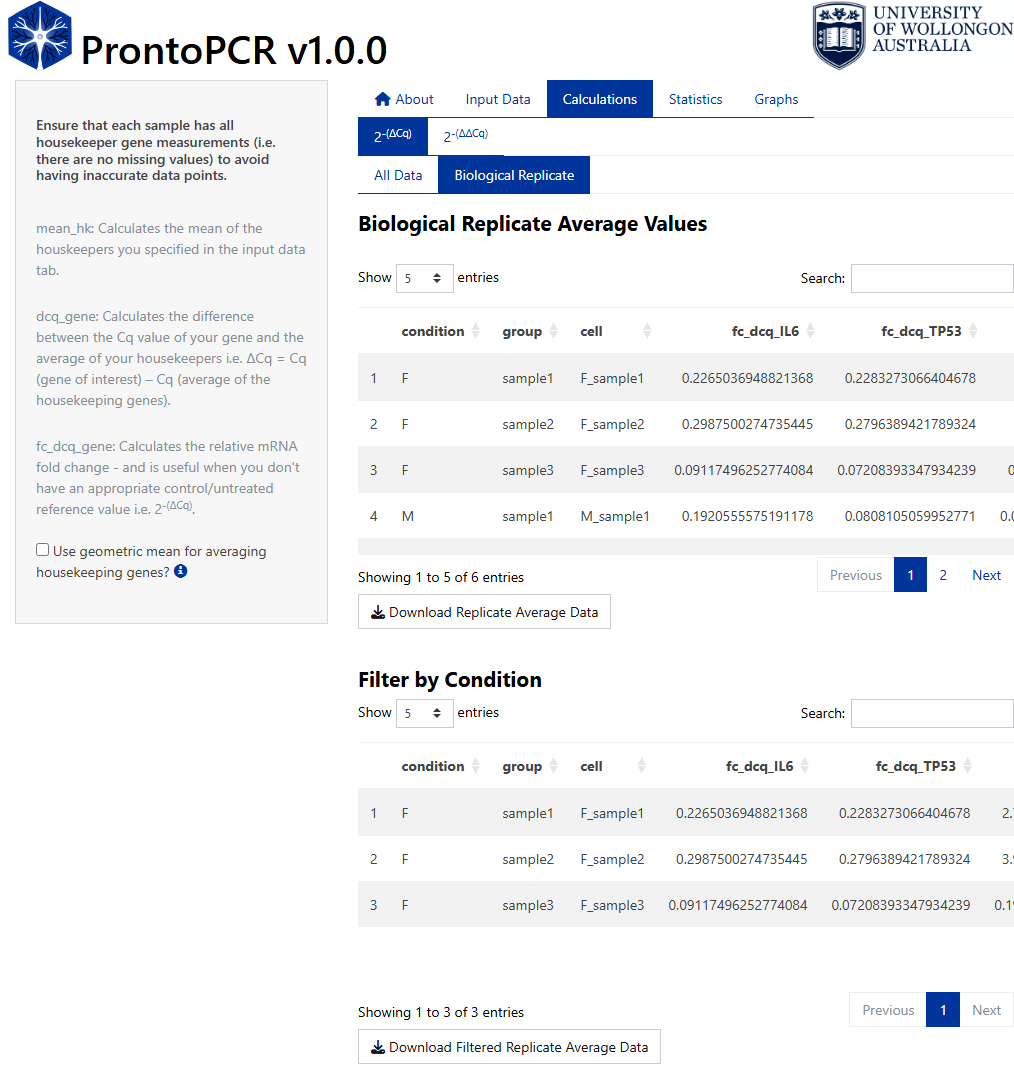 ProntoPCR v1.0.0
UNIVERSITY
OF WOLLONGONG
AUSTRALIA
Ensure that each sample has all
housekeeper gene measurements (i.e.
there are no missing values) to avoid
having inaccurate data points.
mean_hk: Calculates the mean of the
houskeepers you specified in the input data
tab.
dcq_gene: Calculates the difference
between the Cq value of your gene and the
average of your housekeepers i.e. ΔCq = Cq
(gene of interest) – Cq (average of the
housekeeping genes).
fc_dcq_gene: Calculates the relative mRNA
fold change - and is useful when you don't
have an appropriate control/untreated
reference value i.e. 2-(ΔCq).
Use geometric mean for averaging
housekeeping genes?
About Input Data Calculations Statistics Graphs
2-(ΔCq) 2-(ΔΔCq)
All Data Biological Replicate
Biological Replicate Average Values
Show 5 entries Search:
condition group cell fc_dcq_IL6 fc_dcq_TP53
1 F sample1 F_sample1 0.2265036948821368 0.2283273066404678
2 F sample2 F_sample2 0.2987500274735445 0.2796389421789324
3 F sample3 F_sample3 0.09117496252774084 0.07208393347934239 0
4 M sample1 M_sample1 0.1920555575191178 0.0808105059952771 0.0
Showing 1 to 5 of 6 entries Previous 1 2 Next
Download Replicate Average Data
Filter by Condition
Show 5 entries Search:
condition group cell fc_dcq_IL6 fc_dcq_TP53
1 F sample1 F_sample1 0.2265036948821368 0.2283273066404678 2.
2 F sample2 F_sample2 0.2987500274735445 0.2796389421789324 3.
3 F sample3 F_sample3 0.09117496252774084 0.07208393347934239 0.1
Showing 1 to 3 of 3 entries Previous 1 Next
Download Filtered Replicate Average Data